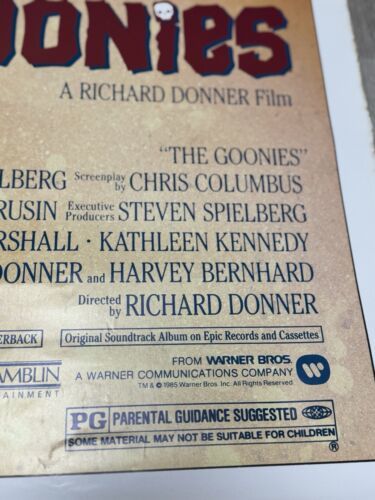 OONIES
A RICHARD DONNER Film
"THE GOONIES"
LBERG Screenplay by CHRIS COLUMBUS
RUSIN Executive Producers STEVEN SPIELBERG
RSHALL · KATHLEEN KENNEDY
DONNER and HARVEY BERNHARD
Directed by RICHARD DONNER
ERBACK Original Soundtrack Album on Epic Records and Cassettes
AMBLIN FROM WARNER BROS.
ERTAINMENT A WARNER COMMUNICATIONS COMPANY
TM & © 1985 Warner Bros. Inc. All Rights Reserved
PG PARENTAL GUIDANCE SUGGESTED
SOME MATERIAL MAY NOT BE SUITABLE FOR CHILDREN
®